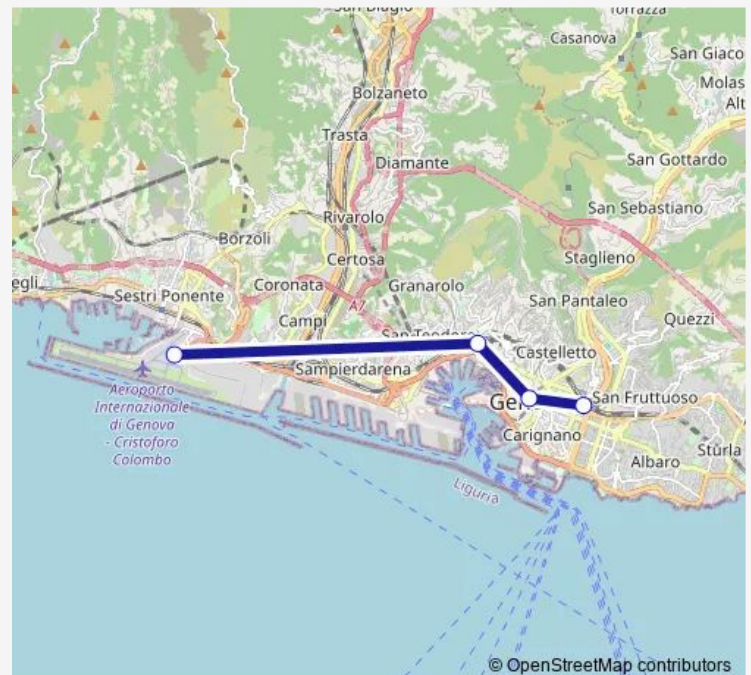 San Biagio
Torrazza
Casanova
San Giaco
Molas
Alt
Bolzaneto
Trasta
Diamante
San Gottardo
San Sebastiano
Rivarolo
Borzoli
Certosa
Staglieno
egli
Sestri Ponente
Coronata
A7
Granarolo
San Pantaleo
Quezzi
Campi
San Teodoro
Castelletto
Sampierdarena
Aeroporto
Internazionale
di Genova
- Cristoforo
Colombo
Gen
San Fruttuoso
Carignano
Albaro
Stùrla
Liguria
© OpenStreetMap contributors